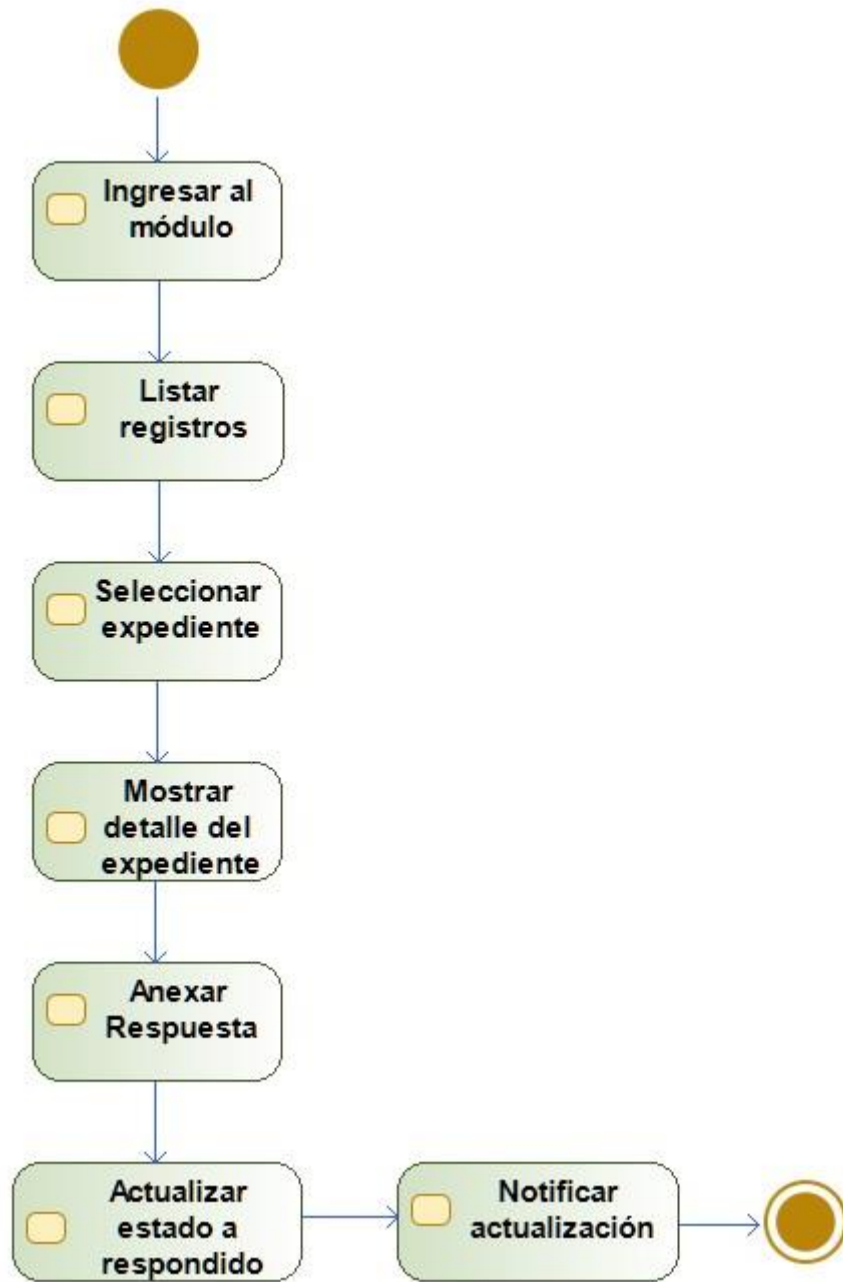 Ingresar al
módulo
Listar
registros
Seleccionar
expediente
Mostrar
detalle del
expediente
Anexar
Respuesta
Actualizar
estado a
respondido
Notificar
actualización